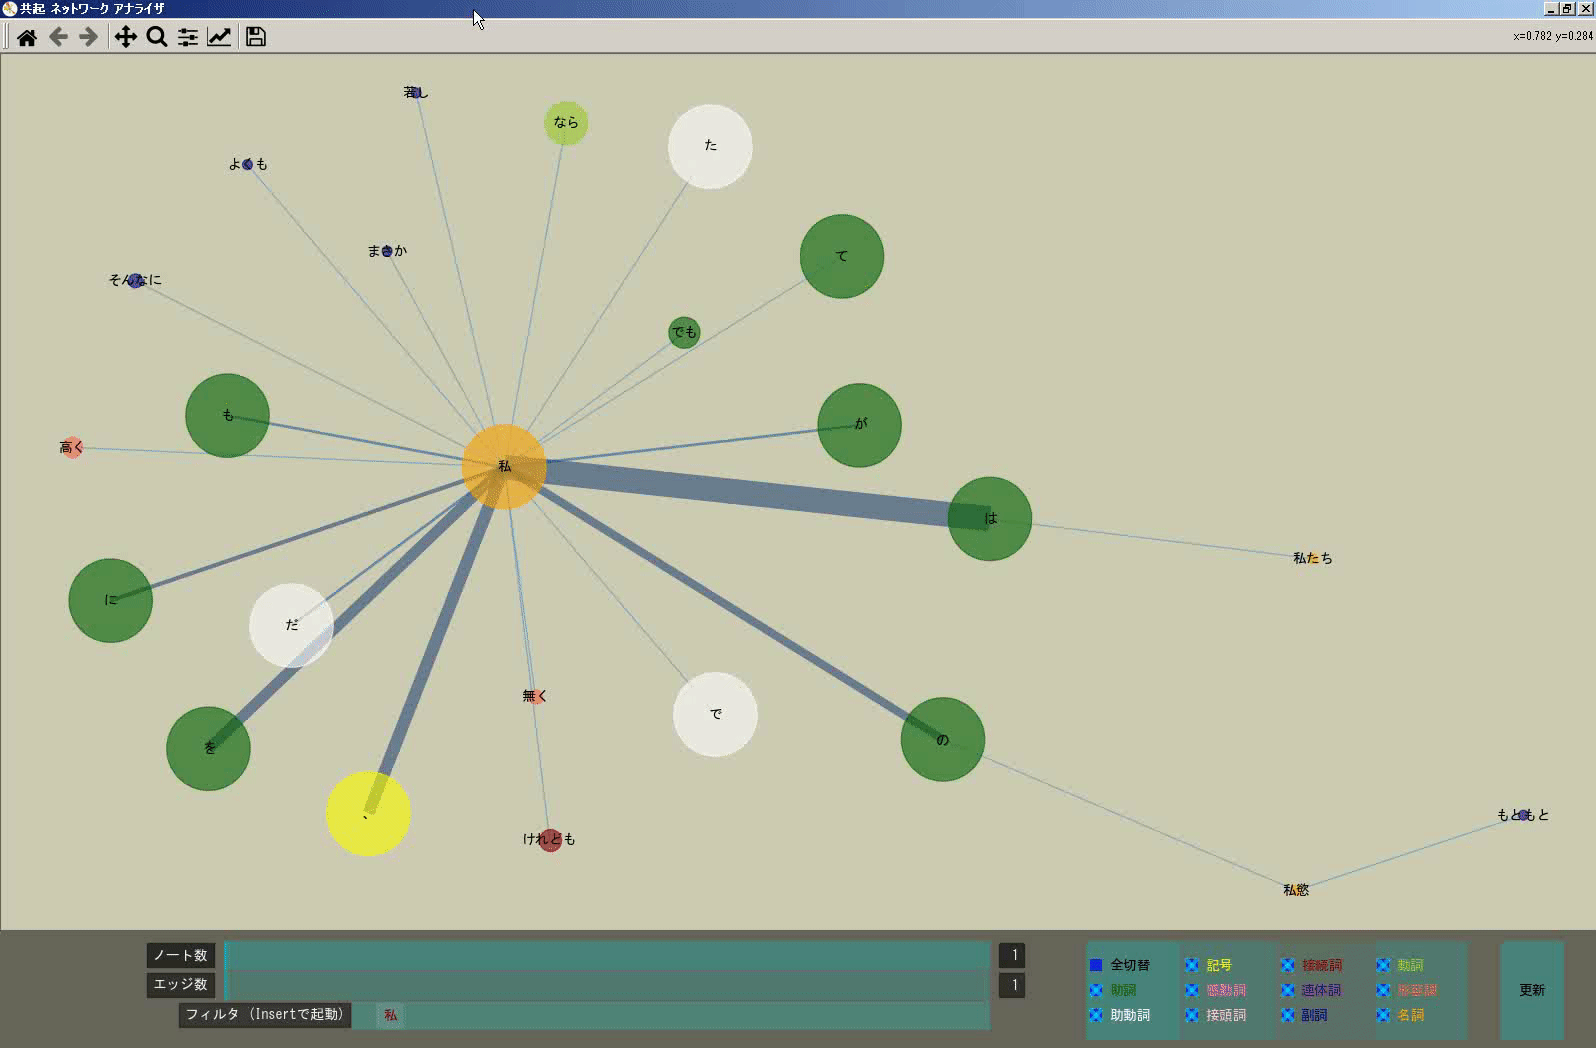 共起 ネットワーク アナライザ
x=0.782 y=0.284
著し
なら
た
よくも
まさか
そんなに
て
でも
も
高く
私
が
は
私たち
に
だ
無く
で
を
の
、
けれども
もともと
私慾
ノート数
1
エッジ数
1
フィルタ (Insertで起動)
私
全切替
記号
接続詞
動詞
助詞
感動詞
連体詞
形容詞
助動詞
接頭詞
副詞
名詞
更新